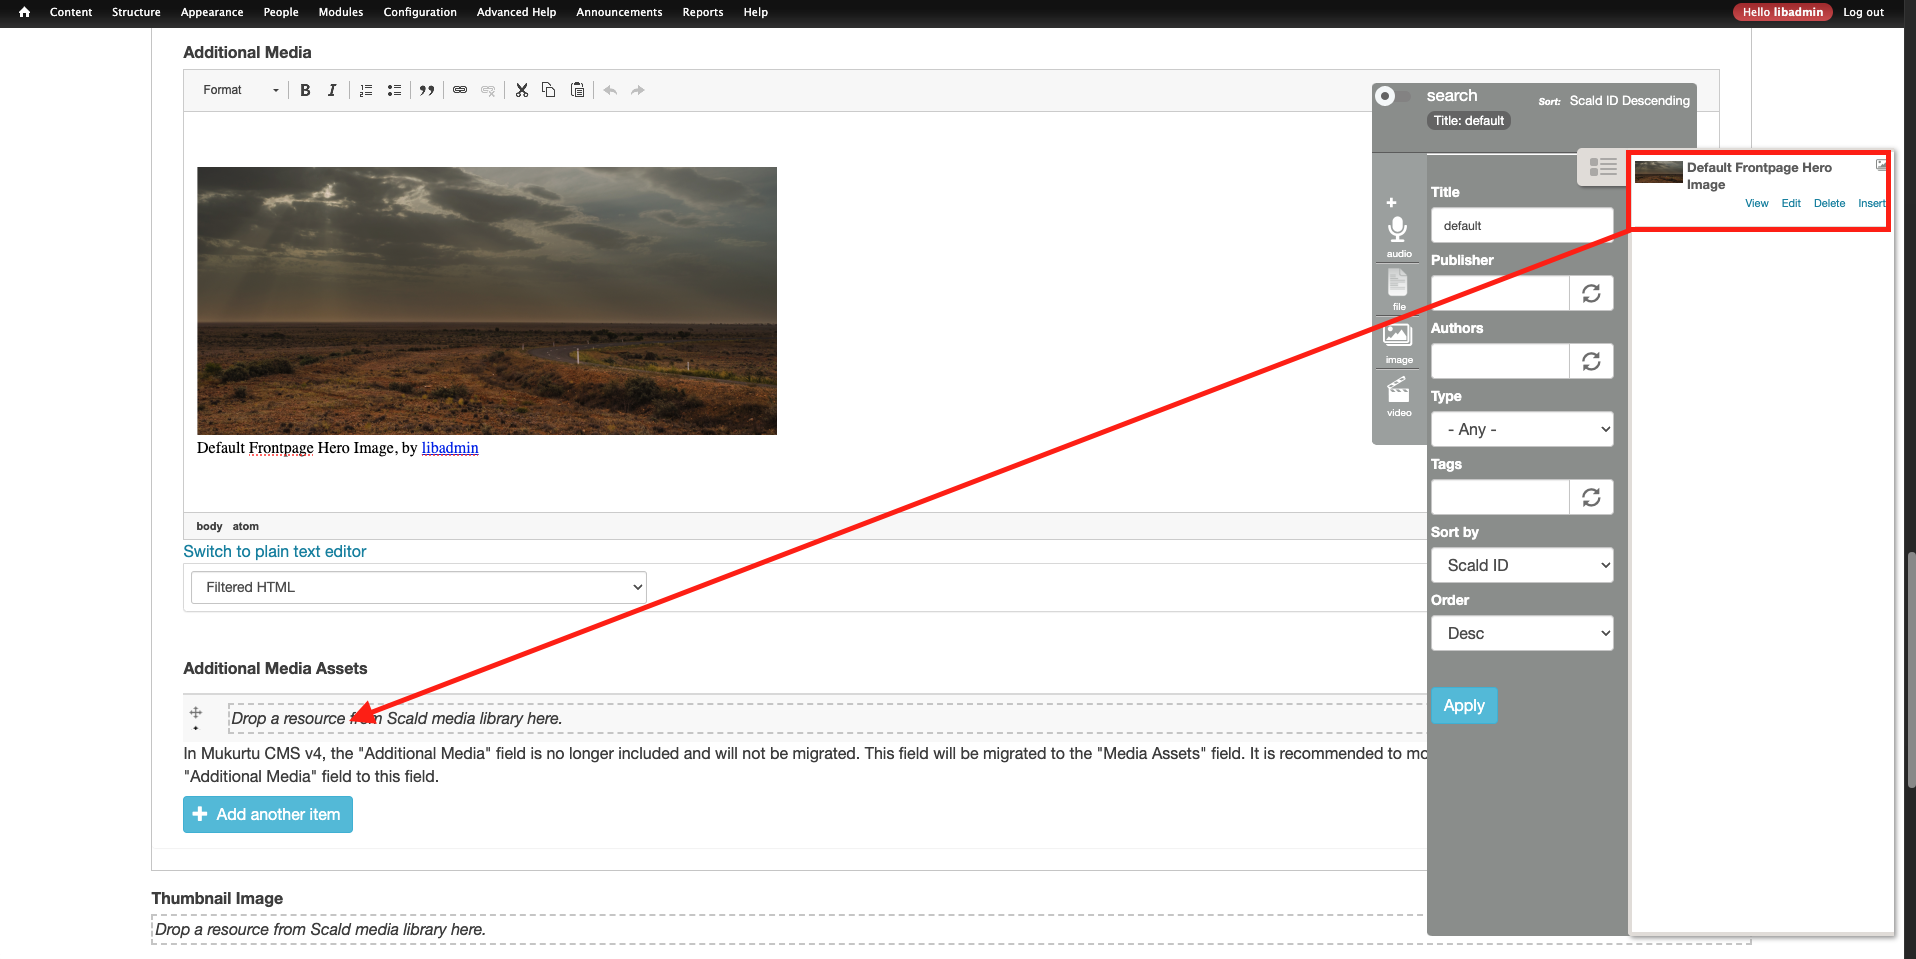 Content Structure Appearance People Modules Configuration Advanced Help Announcements Reports Help Hello libadmin Log out
Additional Media
Format
search
Sort: Scald ID Descending
Title: default
Default Frontpage Hero
Image
View Edit Delete Insert
audio
file
image
video
Title
default
Publisher
Authors
Type
- Any -
Tags
Sort by
Scald ID
Order
Desc
Apply
Default Frontpage Hero Image, by libadmin
body atom
Switch to plain text editor
Filtered HTML
Additional Media Assets
Drop a resource from Scald media library here.
In Mukurtu CMS v4, the "Additional Media" field is no longer included and will not be migrated. This field will be migrated to the "Media Assets" field. It is recommended to
"Additional Media" field to this field.
Add another item
Thumbnail Image
Drop a resource from Scald media library here.